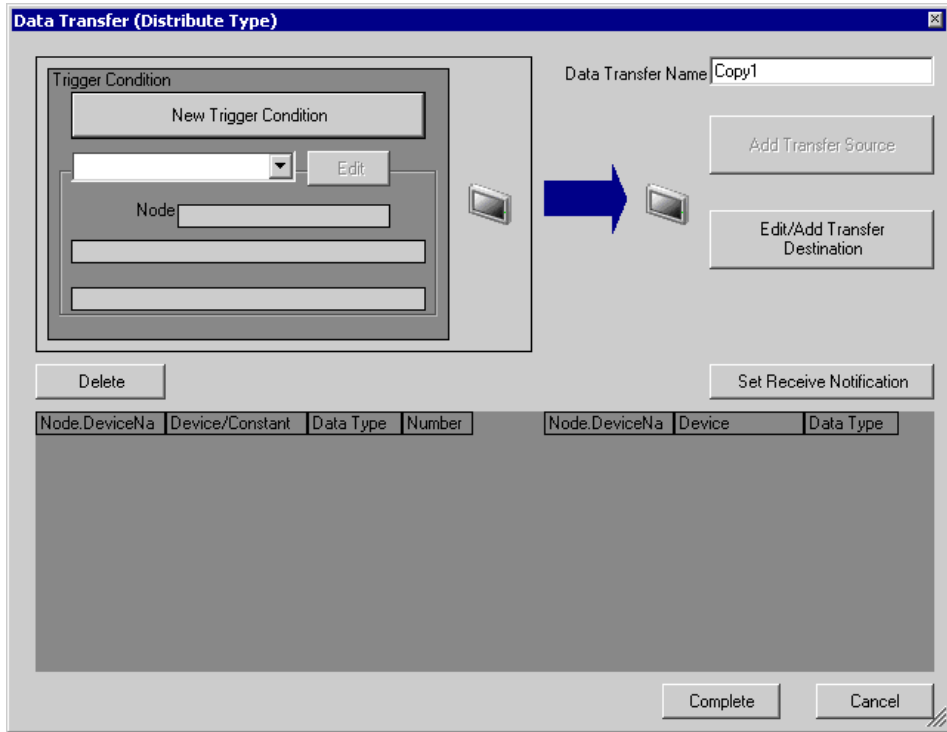 Data Transfer (Distribute Type)
Trigger Condition
New Trigger Condition
Edit
Node
Data Transfer Name Copy1
Add Transfer Source
Edit/Add Transfer
Destination
Delete
Set Receive Notification
Node.DeviceNa Device/Constant Data Type Number
Node.DeviceNa Device Data Type
Complete
Cancel